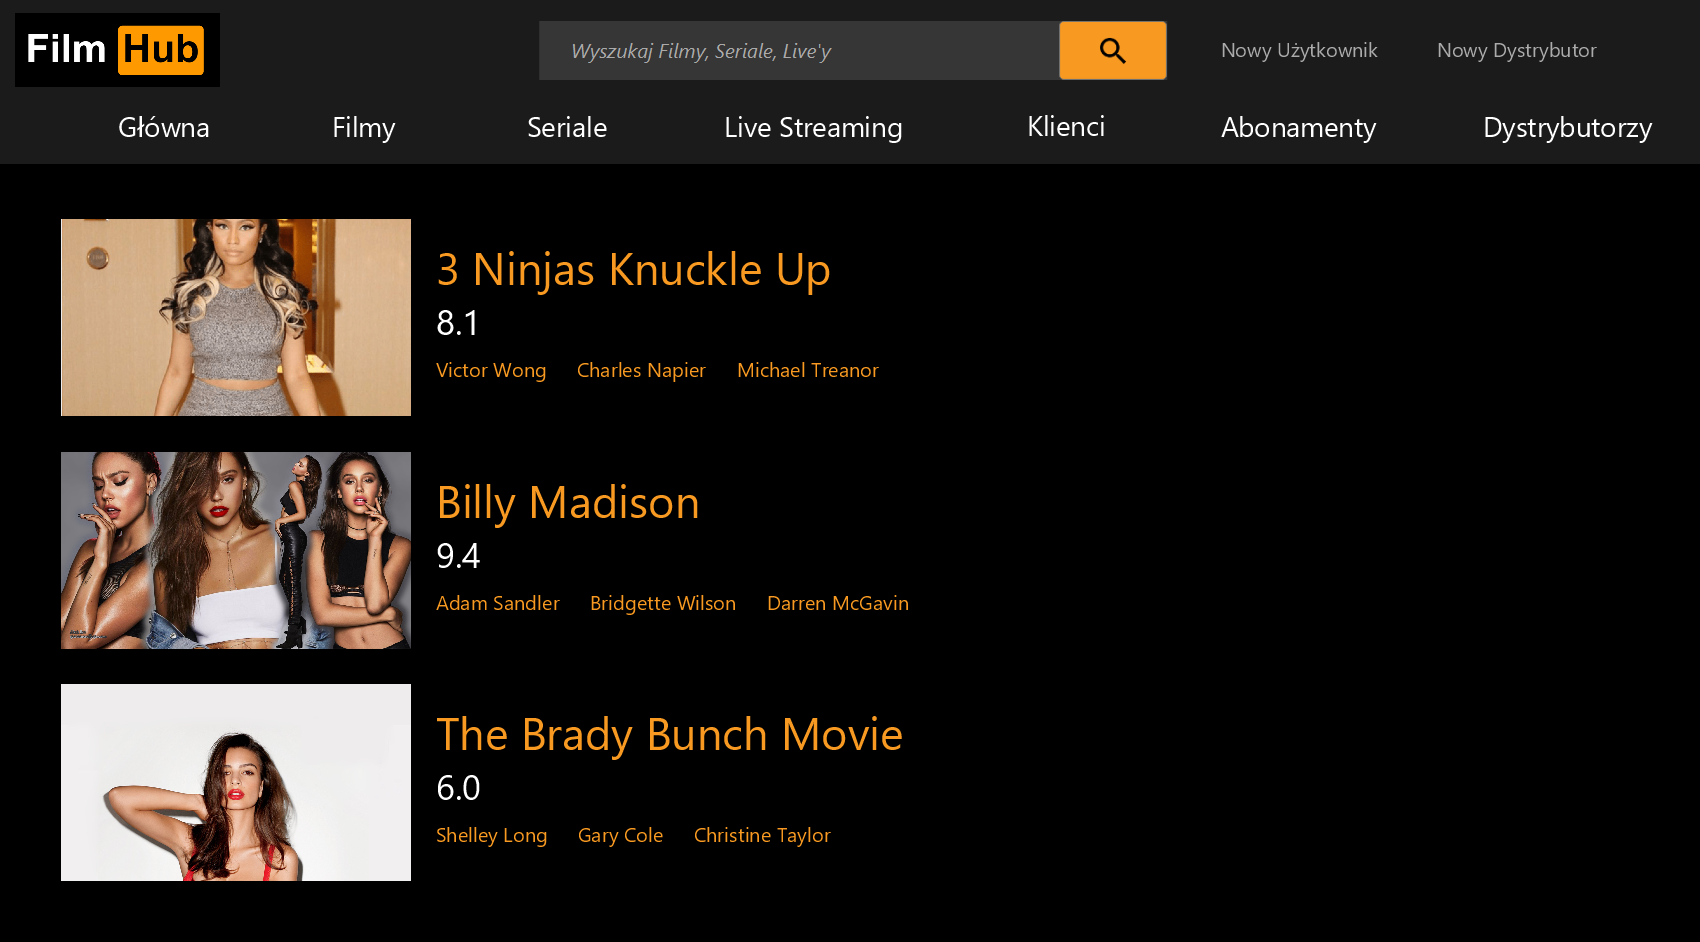 Film Hub
Wyszukaj Filmy, Seriale, Live'y
Nowy Użytkownik
Nowy Dystrybutor
Główna
Filmy
Seriale
Live Streaming
Klienci
Abonamenty
Dystrybutorzy
3 Ninjas Knuckle Up
8.1
Victor Wong Charles Napier Michael Treanor
Billy Madison
9.4
Adam Sandler Bridgette Wilson Darren McGavin
The Brady Bunch Movie
6.0
Shelley Long Gary Cole Christine Taylor